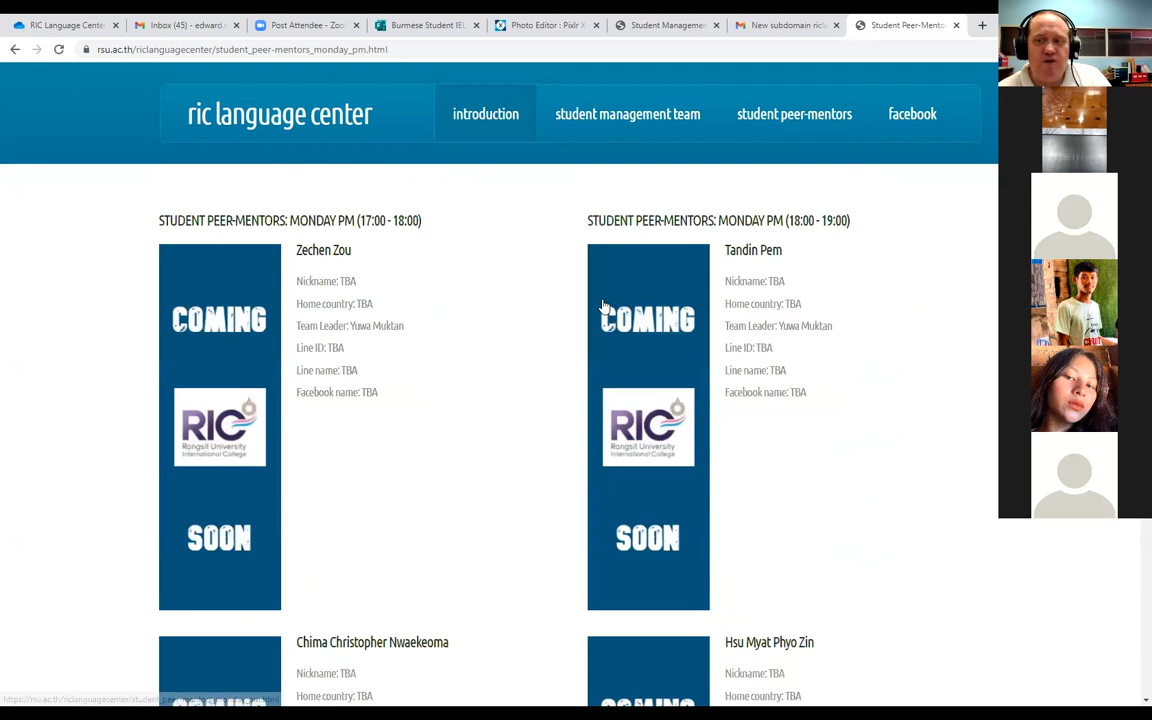 RIC Language Center
Inbox (45) - edward.
Post Attendee - Zoo
Burmese Student IEL
Photo Editor : Pixlr X
Student Managemen
New subdomain ricla
Student Peer-Mento
rsu.ac.th/riclanguagecenter/student_peer-mentors_monday_pm.html
ric language center
introduction
student management team
student peer-mentors
facebook
STUDENT PEER-MENTORS: MONDAY PM (17:00 - 18:00)
COMING
RIC
Rangsit University
International College
SOON
Zechen Zou
Nickname: TBA
Home country: TBA
Team Leader: Yuwa Muktan
Line ID: TBA
Line name: TBA
Facebook name: TBA
STUDENT PEER-MENTORS: MONDAY PM (18:00 - 19:00)
COMING
RIC
Rangsit University
International College
SOON
Tandin Pem
Nickname: TBA
Home country: TBA
Team Leader: Yuwa Muktan
Line ID: TBA
Line name: TBA
Facebook name: TBA
COMING
Chima Christopher Nwaekeoma
Nickname: TBA
Home country: TBA
COMING
Hsu Myat Phyo Zin
Nickname: TBA
Home country: TBA